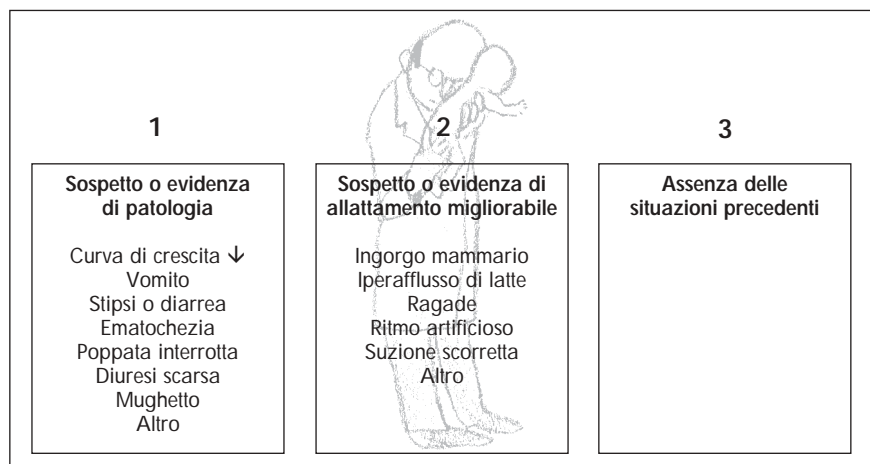 1
Sospetto o evidenza
di patologia
Curva di crescita ↓
Vomito
Stipsi o diarrea
Ematochezia
Poppata interrotta
Diuresi scarsa
Mughetto
Altro
2
Sospetto o evidenza di
allattamento migliorabile
Ingorgo mammario
Iperafflusso di latte
Ragade
Ritmo artificioso
Suzione scorretta
Altro
3
Assenza delle
situazioni precedenti